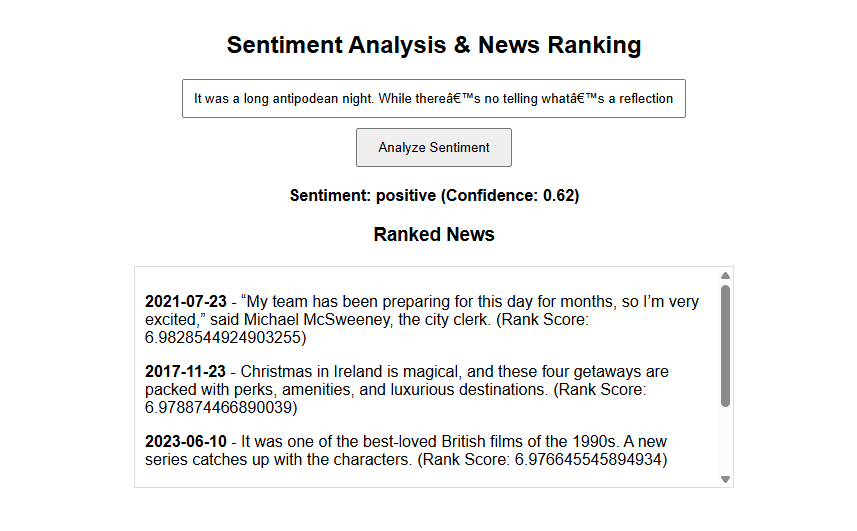 Sentiment Analysis & News Ranking
It was a long antipodean night. While thereâ€™s no telling whatâ€™s a reflection
Analyze Sentiment
Sentiment: positive (Confidence: 0.62)
Ranked News
2021-07-23 - “My team has been preparing for this day for months, so I’m very
excited,” said Michael McSweeney, the city clerk. (Rank Score:
6.9828544924903255)
2017-11-23 - Christmas in Ireland is magical, and these four getaways are
packed with perks, amenities, and luxurious destinations. (Rank Score:
6.978874466890039)
2023-06-10 - It was one of the best-loved British films of the 1990s. A new
series catches up with the characters. (Rank Score: 6.976645545894934)